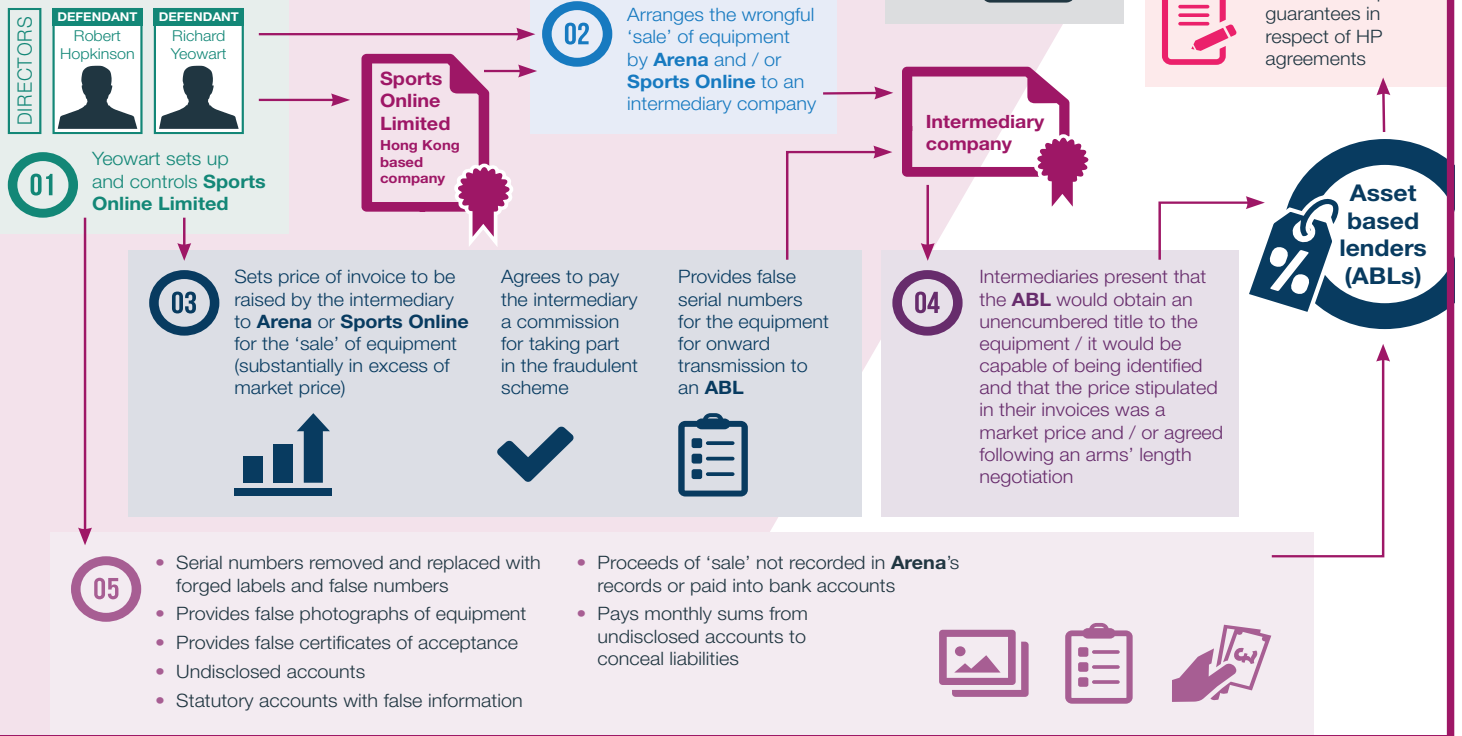 DIRECTORS
DEFENDANT
Robert
Hopkinson
DEFENDANT
Richard
Yeowart
01
Yeowart sets up
and controls Sports
Online Limited
Sports
Online
Limited
Hong Kong
based
company
02
Arranges the wrongful
‘sale’ of equipment
by Arena and / or
Sports Online to an
intermediary company
Intermediary
company
guarantees in
respect of HP
agreements
Asset
based
lenders
(ABLs)
%
03
Sets price of invoice to be
raised by the intermediary
to Arena or Sports Online
for the ‘sale’ of equipment
(substantially in excess of
market price)
Agrees to pay
the intermediary
a commission
for taking part
in the fraudulent
scheme
Provides false
serial numbers
for the equipment
for onward
transmission to
an ABL
04
Intermediaries present that
the ABL would obtain an
unencumbered title to the
equipment / it would be
capable of being identified
and that the price stipulated
in their invoices was a
market price and / or agreed
following an arms’ length
negotiation
05
• Serial numbers removed and replaced with
forged labels and false numbers
• Provides false photographs of equipment
• Provides false certificates of acceptance
• Undisclosed accounts
• Statutory accounts with false information
• Proceeds of ‘sale’ not recorded in Arena’s
records or paid into bank accounts
• Pays monthly sums from
undisclosed accounts to
conceal liabilities
£